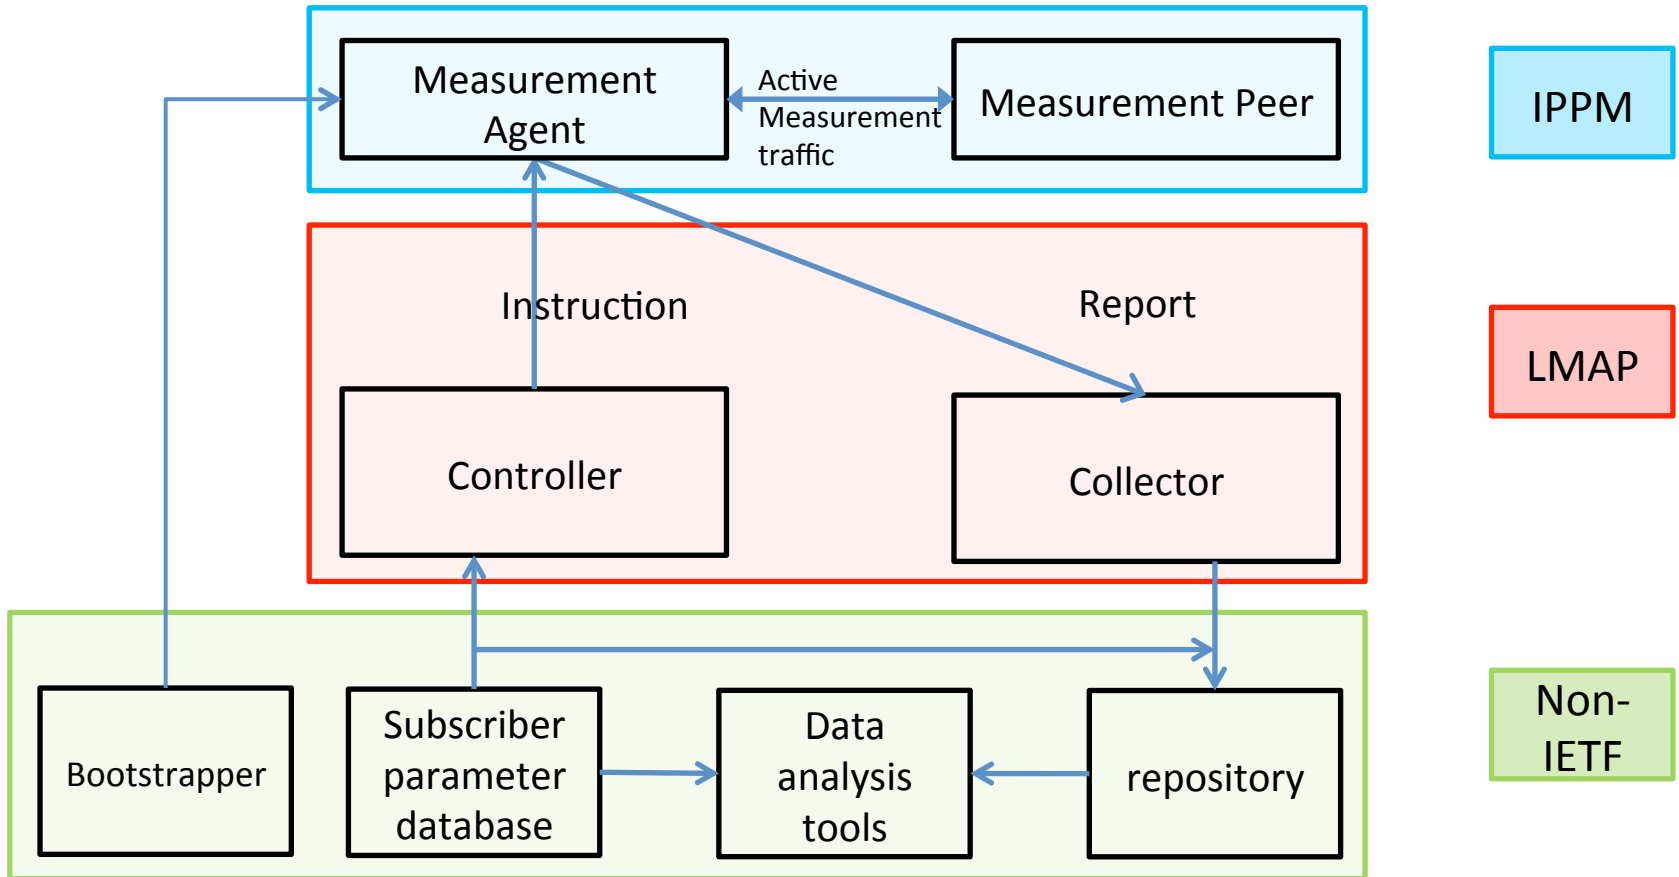 Measurement
Agent
Active
Measurement
traffic
Measurement Peer
IPPM
Instruction
Report
LMAP
Controller
Collector
Bootstrapper
Subscriber
parameter
database
Data
analysis
tools
repository
Non-
IETF